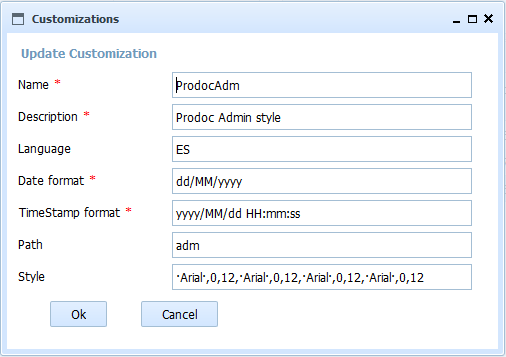 Customizations
Update Customization
Name * ProdocAdm
Description * Prodoc Admin style
Language ES
Date format * dd/MM/yyyy
TimeStamp format * yyyy/MM/dd HH:mm:ss
Path adm
Style "Arial",0,12,"Arial",0,12,"Arial",0,12,"Arial",0,12
Ok Cancel